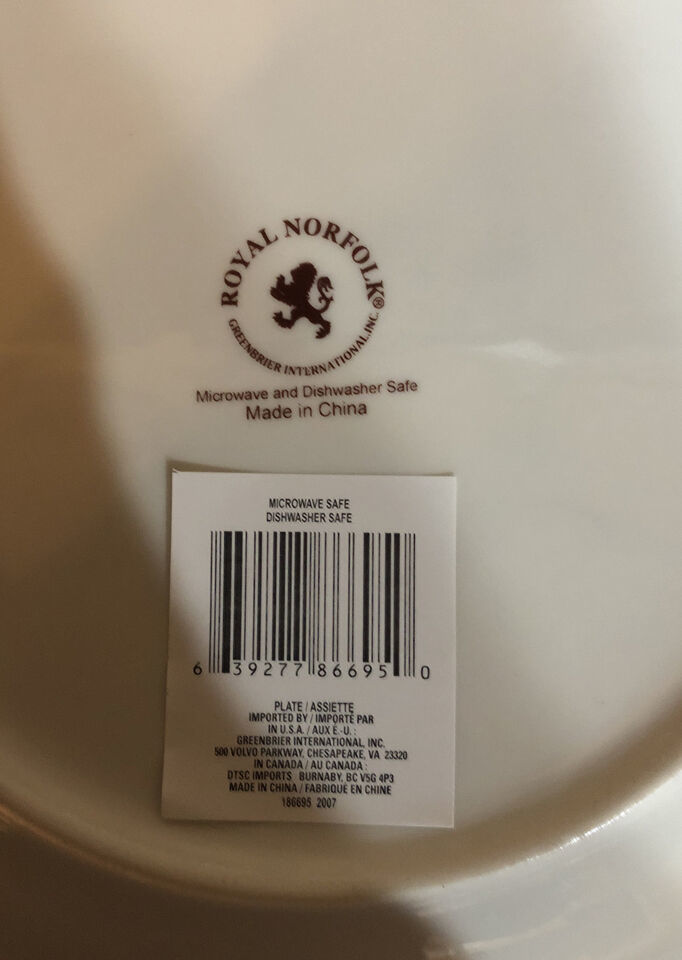 ROYAL NORFOLK®
GREENBRIER INTERNATIONAL, INC.
Microwave and Dishwasher Safe
Made in China
MICROWAVE SAFE
DISHWASHER SAFE
6 39277 86695 0
PLATE / ASSIETTE
IMPORTED BY / IMPORTÉ PAR
IN U.S.A. / AUX É.-U. :
GREENBRIER INTERNATIONAL, INC.
500 VOLVO PARKWAY, CHESAPEAKE, VA 23320
IN CANADA / AU CANADA :
DTSC IMPORTS BURNABY, BC V5G 4P3
MADE IN CHINA / FABRIQUÉ EN CHINE
186695 2007